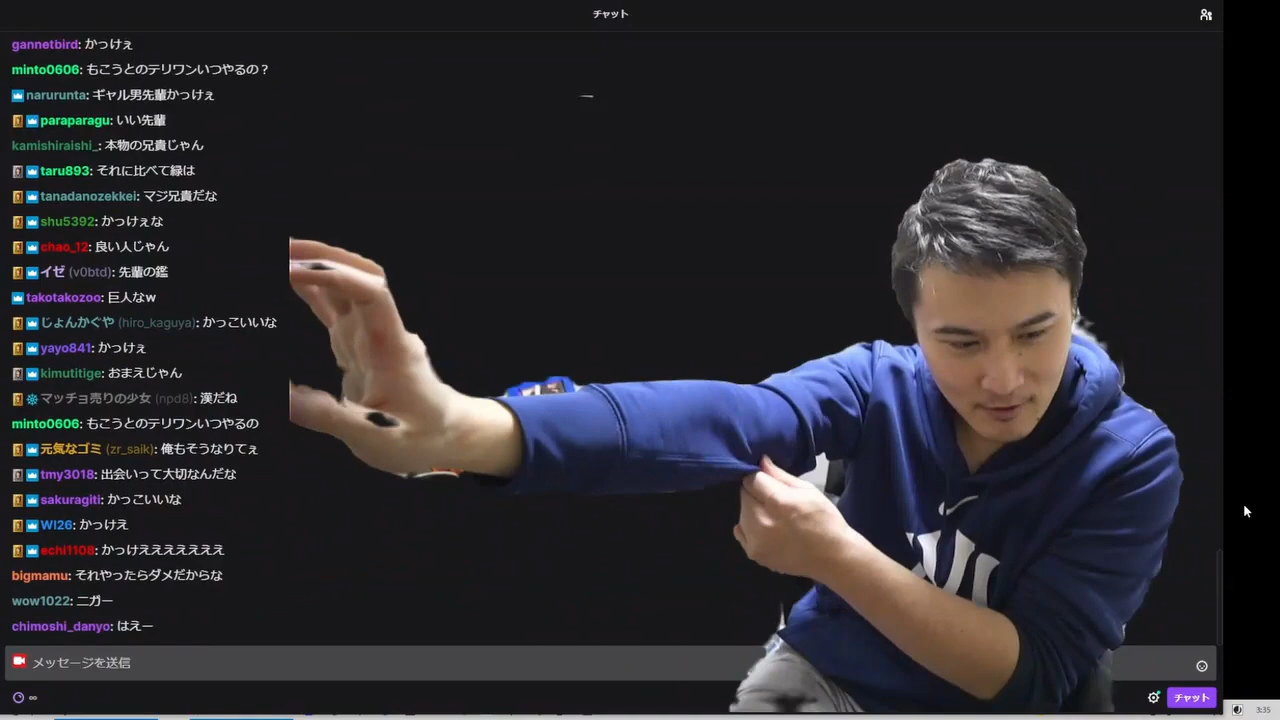 チャット
gannetbird: かっけぇ
minto0606: もこうとのテリワンいつやるの？
narurunta: ギャル男先輩かっけぇ
paraparagu: いい先輩
kamishiraishi_: 本物の兄貴じゃん
taru893: それに比べて緑は
tanadanozekkei: マジ兄貴だな
shu5392: かっけぇな
chao_12: 良い人じゃん
イゼ (v0btd): 先輩の鑑
takotakozoo: 巨人なw
じょんかぐや (hiro_kaguya): かっこいいな
yayo841: かっけぇ
kimutitige: おまえじゃん
マッチョ売りの少女 (npd8): 漢だね
minto0606: もこうとのテリワンいつやるの
元気なゴミ (zr_saik): 俺もそうなりてぇ
tmy3018: 出会いって大切なんだな
sakuragiti: かっこいいな
WI26: かっけえ
echi1108: かっけえええええええ
bigmamu: それやったらダメだからな
wow1022: ニガー
chimoshi_danyo: はえー
メッセージを送信
∞
チャット
3:35